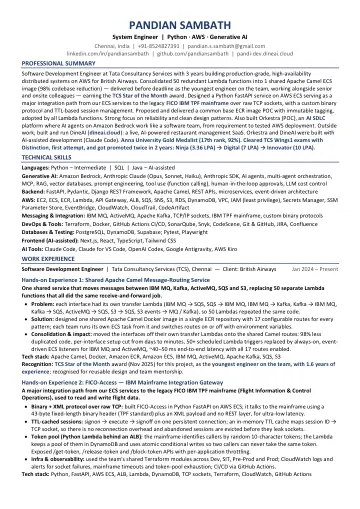 PANDIAN SAMBATH
System Engineer | Python · AWS · Generative AI
Chennai, India | +91-8524827391 | pandian.x.sambath@gmail.com
linkedin.com/in/pandiansambath | github.com/pandiansambath | pandi-dev.dineai.cloud
PROFESSIONAL SUMMARY
System Development Engineer at Tata Consultancy Services with 3 years building production-grade, high-availability
distributed systems on AWS for British Airways. Consolidated 50 redundant Lambda functions into 1 shared Apache Camel ECS
image (98% codebase reduction) — delivered before deadline as the youngest engineer on the team, working alongside senior
and onsite colleagues — earning the TCS Star of the Month award. Designed a Python FastAPI service on AWS ECS serving as a
major integration path from our ECS services to the legacy FICO IBM TPF mainframe over raw TCP sockets, with a custom binary
protocol and TTL-based session management. Proposed and delivered a common base ECR image POC with mutable tagging,
adopted by all Lambda functions. Strong focus on reliability and clean design patterns. Also built Orkestra (POC), an AI SDLC
platform where AI agents on Amazon Bedrock work like a software team, from requirement to tested AWS deployment. Outside
work, built and run DineAI (dineai.cloud): a live, AI-powered restaurant management SaaS. Orkestra and DineAI were built with
AI-assisted development (Claude Code). Anna University Gold Medalist (17th rank, 92%). Cleared TCS Wings1 exams with
Distinction, first attempt, and got promoted twice in 2 years: Ninja (3.36 LPA) → Digital (7 LPA) → Innovator (10 LPA).
TECHNICAL SKILLS
Languages: Python – Intermediate | SQL | Java – AI-assisted
Generative AI: Amazon Bedrock, Anthropic Claude (Opus, Sonnet, Haiku), Anthropic SDK, AI agents, multi-agent orchestration,
MCP, RAG, vector databases, prompt engineering, tool use (function calling), human-in-the-loop approvals, LLM cost control
Backend: FastAPI, Pydantic, Django REST Framework, Apache Camel, REST APIs, microservices, event-driven architecture
AWS: EC2, ECS, ECR, Lambda, API Gateway, ALB, SQS, SNS, S3, RDS, DynamoDB, VPC, IAM (least privilege), Secrets Manager, SSM
Parameter Store, EventBridge, CloudWatch, CloudTrail, CodeArtifact
Messaging & Integration: IBM MQ, ActiveMQ, Apache Kafka, TCP/IP sockets, IBM TPF mainframe, custom binary protocols
DevOps & Tools: Terraform, Docker, GitHub Actions CI/CD, SonarQube, Snyk, CodeScene, Git & GitHub, JIRA, Confluence
Databases & Testing: PostgreSQL, DynamoDB, Supabase; Pytest, Playwright
Frontend (AI-assisted): Next.js, React, TypeScript, Tailwind CSS
AI Tools: Claude Code, Claude for VS Code, OpenAI Codex, Google Antigravity, AWS Kiro
WORK EXPERIENCE
Software Development Engineer | Tata Consultancy Services (TCS), Chennai — Client: British Airways Jan 2024 – Present
Hands-on Experience 1: Shared Apache Camel Message-Routing Service
One shared service that moves messages between IBM MQ, Kafka, ActiveMQ, SQS and S3, replacing 50 separate Lambda
functions that all did the same receive-and-forward job.
• Problem: each interface had its own transfer Lambda (IBM MQ → SQS, SQS → IBM MQ, IBM MQ → Kafka, Kafka → IBM
MQ, Kafka → SQS, ActiveMQ → SQS, S3 → SQS, S3 events → MQ / Kafka), so 50 Lambdas repeated the same code.
• Solution: designed one shared Apache Camel Docker image in a single ECR repository with 17 configurable routes for every
pattern; each team runs its own ECS task from it and switches routes on or off with environment variables.
• Consolidation & impact: moved the interfaces off their transfer Lambdas onto the shared Camel routes: 98% less
duplicated code, per-interface setup cut from days to minutes, 50+ scheduled Lambda triggers replaced by always-on, event-
driven ECS listeners for IBM MQ and ActiveMQ, ~40–50 ms end-to-end latency with all 17 routes enabled.
Tech stack: Apache Camel, Docker, Amazon ECR, Amazon ECS, IBM MQ, ActiveMQ, Apache Kafka, SQS, S3
Recognition: TCS Star of the Month award (Nov 2025) for this project, as the youngest engineer in the team, with 1.6 years of
experience; recognised for reusable design and team mentorship.
Hands-on Experience 2: FICO-Access — IBM Mainframe Integration Gateway
A major integration path from our ECS services to the legacy FICO IBM TPF mainframe (Flight Information & Control
Operations), used to read and write flight data.
• Binary + XML protocol over raw TCP: built FICO-Access in Python FastAPI on AWS ECS; it talks to the mainframe using a
43-byte fixed-length binary header (TPF standard) plus an XML payload and no REST layer, for ultra-low latency.
• TTL-cached sessions: signon → execute → signoff on one persistent connection; an in-memory TTL cache maps session ID →
TCP socket, so there is no reconnection overhead and abandoned sessions are evicted before they leak sockets.
• Token pool (Python Lambda behind ALB): the mainframe identifies callers by random 10-character tokens; the Lambda
keeps a pool of them in DynamoDB and uses atomic conditional writes so two callers can never take the same token.
Exposed /get-token, /release-token and /block-token APIs with per-application throttling.
• Infra & observability: used the team's shared Terraform modules across Dev, SIT, Pre-Prod and Prod; CloudWatch logs and
alerts for socket failures, mainframe timeouts and token-pool exhaustion; CI/CD via GitHub Actions.
Tech stack: Python, FastAPI, AWS ECS, ALB, Lambda, DynamoDB, TCP sockets, Terraform, CloudWatch, GitHub Actions